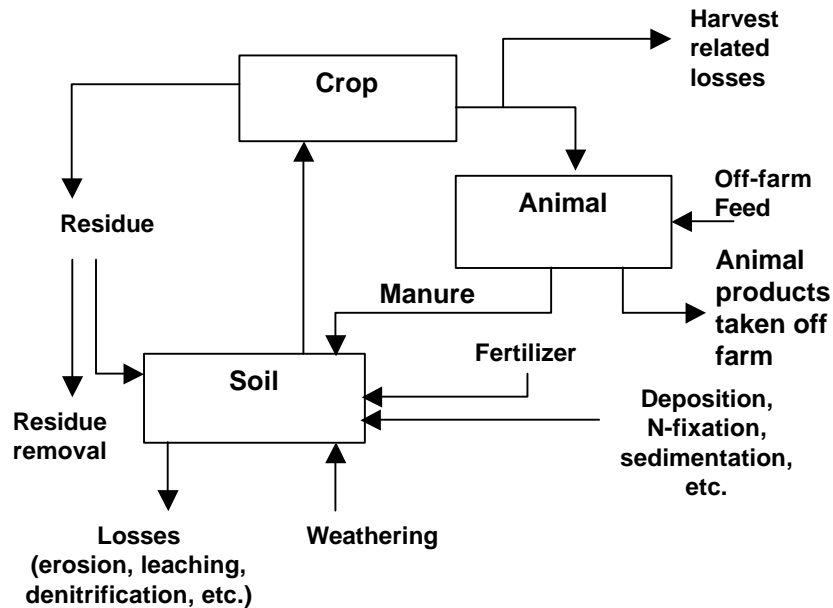 Harvest
related
losses
Crop
Off-farm
Feed
Animal
Residue
Animal
products
taken off
farm
Manure
Fertilizer
Soil
Deposition,
N-fixation,
sedimentation,
etc.
Residue
removal
Losses
(erosion, leaching,
denitrification, etc.)
Weathering